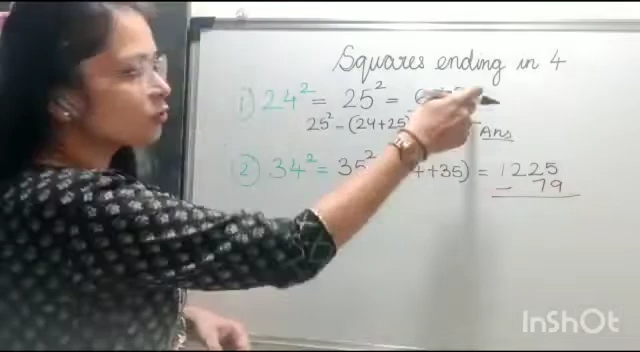 Squares ending in 4
1) 24² = 25² =
25² - (24+25
Ans
2) 34² = 35² + 35) = 1225
- 79
InShOt